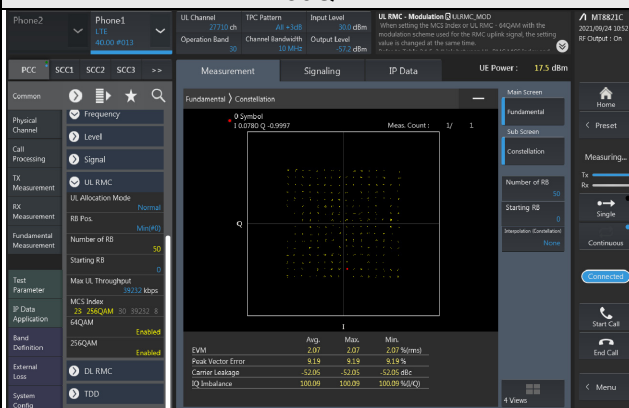 Phone2
Phone1
LTE
40.00 #013
UL Channel
27710 ch
TPC Pattern
All +3dB
Input Level
30.0 dBm
Operation Band
30
Channel Bandwidth
10 MHz
Output Level
-57.2 dBm
UL RMC - Modulation ULRMC_MOD
When setting the MCS Index or UL RMC - 64QAM with the
modulation scheme used for the RMC uplink signal, the setting
value is changed at the same time.
MT8821C
2021/09/24 10:52
RF Output : On
PCC
SCC1
SCC2
SCC3
>>
Measurement
Signaling
IP Data
UE Power : 17.5 dBm
Common
Physical
Channel
Call
Processing
TX
Measurement
RX
Measurement
Fundamental
Measurement
Test
Parameter
IP Data
Application
Band
Definition
External
Loss
System
Config
Frequency
Level
Signal
UL RMC
UL Allocation Mode
Normal
RB Pos.
Min(#0)
Number of RB
50
Starting RB
0
Max UL Throughput
39232 kbps
MCS Index
23 256QAM 50 39232 8
64QAM
Enabled
256QAM
Enabled
DL RMC
TDD
Fundamental 〉 Constellation
0 Symbol
I 0.0780 Q -0.9997
Meas. Count : 1/ 1
Q
I
Avg. Max. Min.
EVM 2.07 2.07 2.07 %(rms)
Peak Vector Error 9.19 9.19 9.19 %
Carrier Leakage -52.05 -52.05 -52.05 dBc
IQ Imbalance 100.09 100.09 100.09 %(I/Q)
Main Screen
Fundamental
Sub Screen
Constellation
Number of RB
50
Starting RB
0
Interpolation (Constellation)
None
4 Views
Home
< Preset
Measuring...
Tx
Rx
Single
Continuous
Connected
Start Call
End Call
< Menu